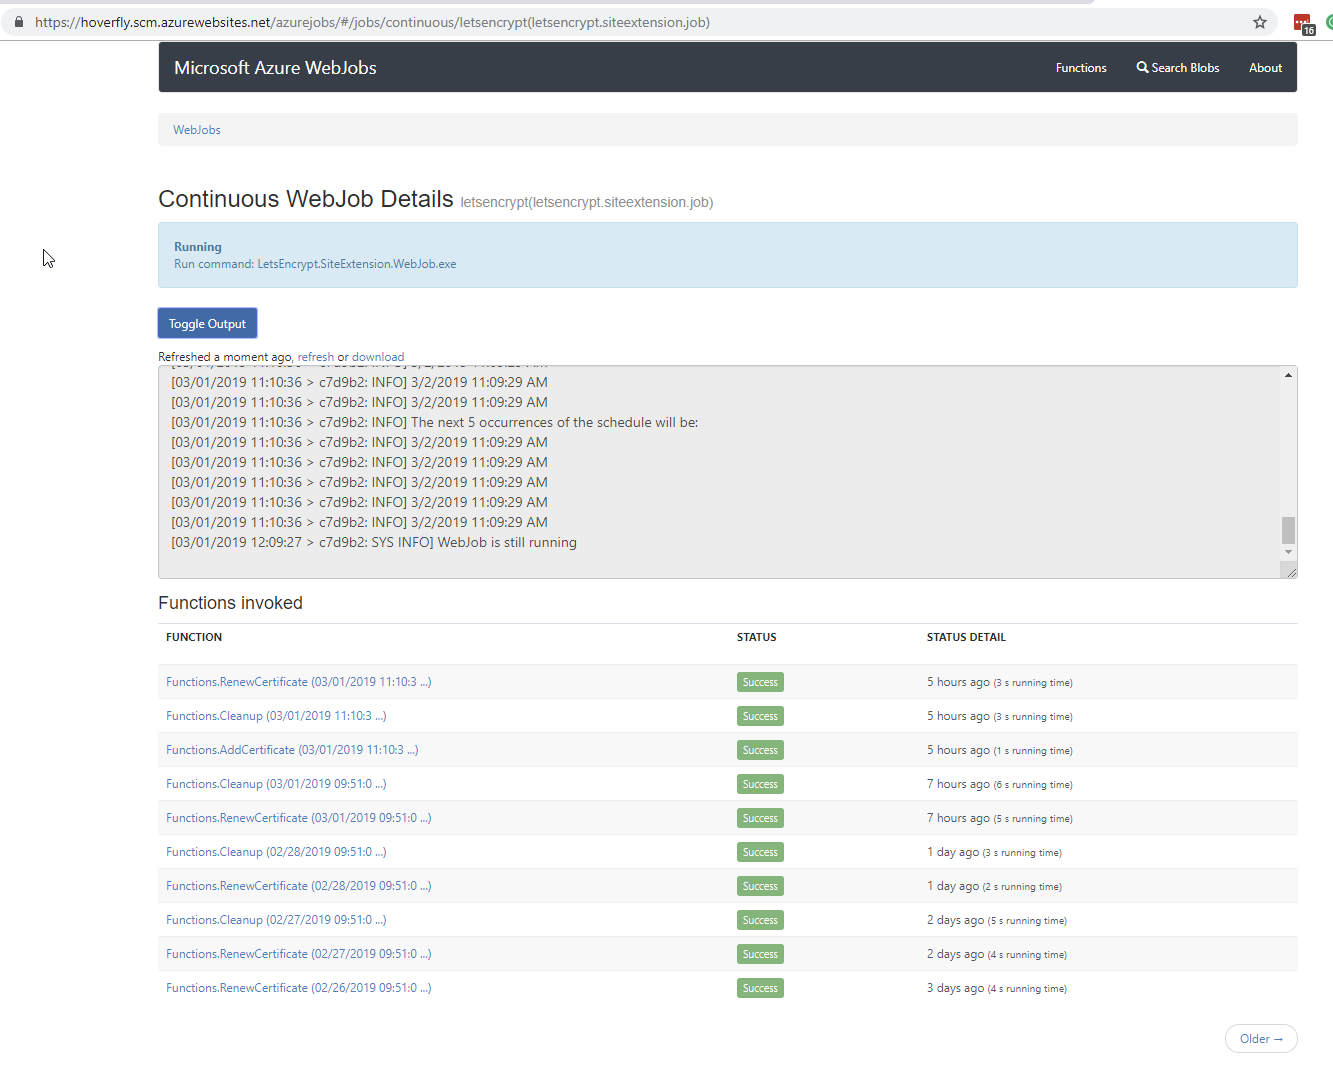 https://hoverfly.scm.azurewebsites.net/azurejobs/#/jobs/continuous/letsencrypt(letsencrypt.siteextension.job)
16
Microsoft Azure WebJobs Functions Search Blobs About
WebJobs
Continuous WebJob Details letsencrypt(letsencrypt.siteextension.job)
Running
Run command: LetsEncrypt.SiteExtension.WebJob.exe
Toggle Output
Refreshed a moment ago, refresh or download
[03/01/2019 11:10:36 > c7d9b2: INFO] 3/2/2019 11:09:29 AM
[03/01/2019 11:10:36 > c7d9b2: INFO] 3/2/2019 11:09:29 AM
[03/01/2019 11:10:36 > c7d9b2: INFO] 3/2/2019 11:09:29 AM
[03/01/2019 11:10:36 > c7d9b2: INFO] The next 5 occurrences of the schedule will be:
[03/01/2019 11:10:36 > c7d9b2: INFO] 3/2/2019 11:09:29 AM
[03/01/2019 11:10:36 > c7d9b2: INFO] 3/2/2019 11:09:29 AM
[03/01/2019 11:10:36 > c7d9b2: INFO] 3/2/2019 11:09:29 AM
[03/01/2019 11:10:36 > c7d9b2: INFO] 3/2/2019 11:09:29 AM
[03/01/2019 11:10:36 > c7d9b2: INFO] 3/2/2019 11:09:29 AM
[03/01/2019 12:09:27 > c7d9b2: SYS INFO] WebJob is still running
Functions invoked
FUNCTION STATUS STATUS DETAIL
Functions.RenewCertificate (03/01/2019 11:10:3 ...) Success 5 hours ago (3 s running time)
Functions.Cleanup (03/01/2019 11:10:3 ...) Success 5 hours ago (3 s running time)
Functions.AddCertificate (03/01/2019 11:10:3 ...) Success 5 hours ago (1 s running time)
Functions.Cleanup (03/01/2019 09:51:0 ...) Success 7 hours ago (6 s running time)
Functions.RenewCertificate (03/01/2019 09:51:0 ...) Success 7 hours ago (5 s running time)
Functions.Cleanup (02/28/2019 09:51:0 ...) Success 1 day ago (3 s running time)
Functions.RenewCertificate (02/28/2019 09:51:0 ...) Success 1 day ago (2 s running time)
Functions.Cleanup (02/27/2019 09:51:0 ...) Success 2 days ago (5 s running time)
Functions.RenewCertificate (02/27/2019 09:51:0 ...) Success 2 days ago (4 s running time)
Functions.RenewCertificate (02/26/2019 09:51:0 ...) Success 3 days ago (4 s running time)
Older →